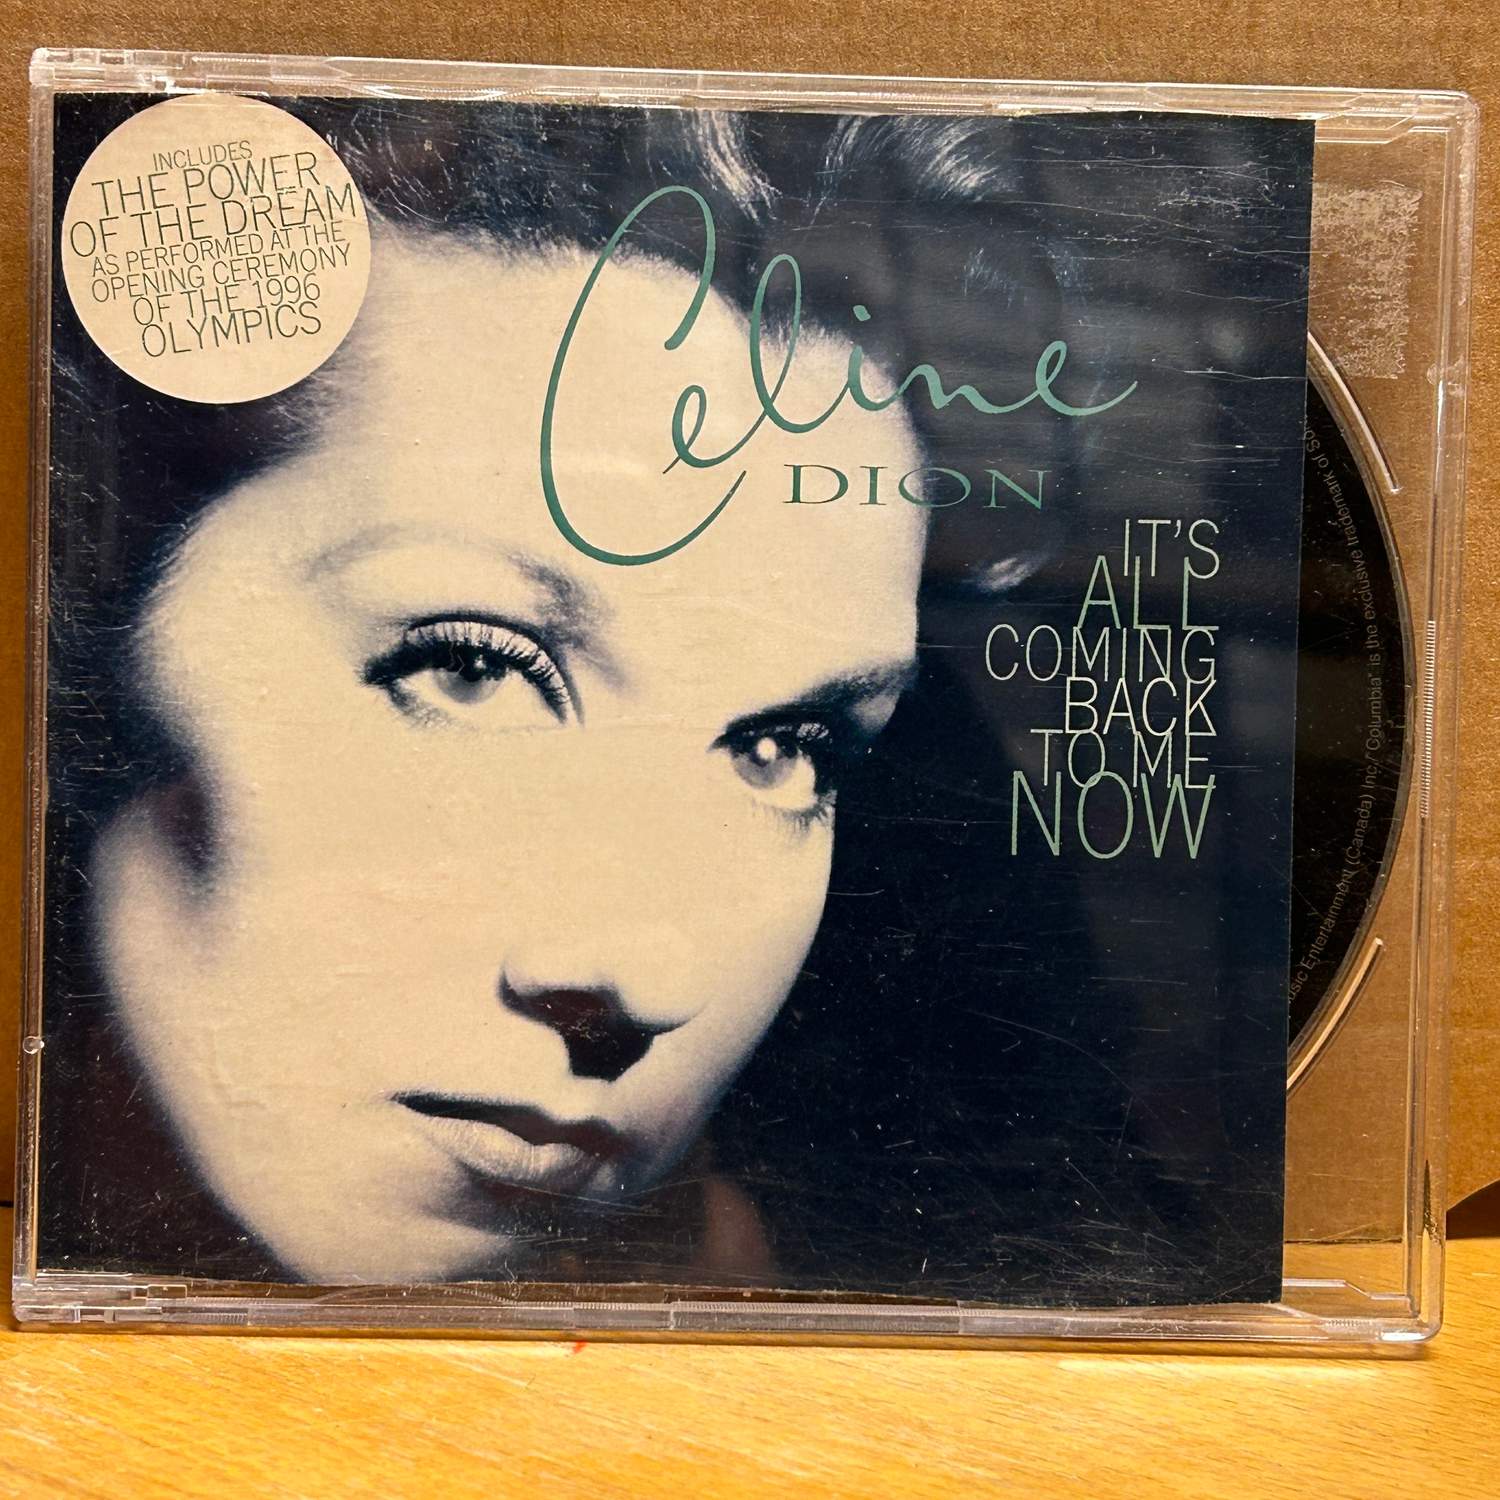 INCLUDES
THE POWER
OF THE DREAM
AS PERFORMED AT THE
OPENING CEREMONY
OF THE 1996
OLYMPICS
Celine
DION
IT'S
ALL
COMING
BACK
TO ME
NOW
usic Entertainment (Canada) Inc./"Columbia" is the exclusive trademark of